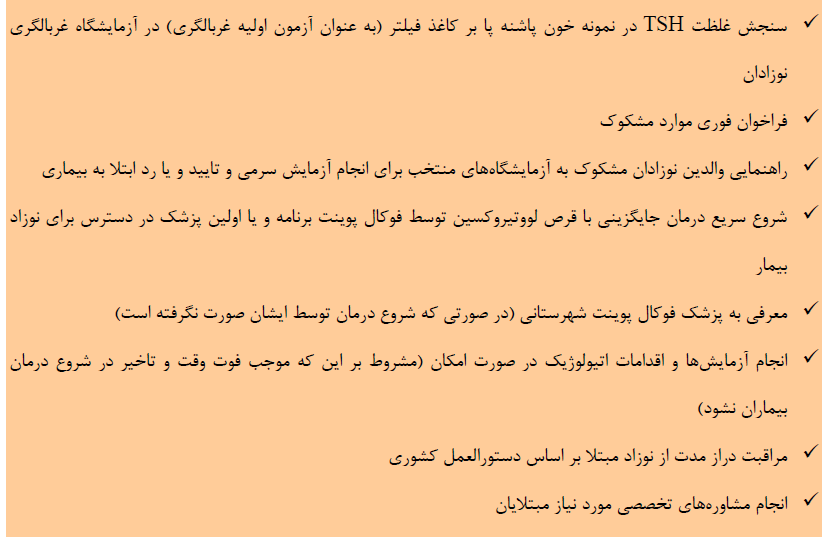 ✓ سنجش غلظت TSH در نمونه خون پاشنه پا بر کاغذ فیلتر (به عنوان آزمون اولیه غربالگری) در آزمایشگاه غربالگری
نوزادان
✓ فراخوان فوری موارد مشکوک
✓ راهنمایی والدین نوزادان مشکوک به آزمایشگاه‌های منتخب برای انجام آزمایش سرمی و تایید و یا رد ابتلا به بیماری
✓ شروع سریع درمان جایگزینی با قرص لووتیروکسین توسط فوکال پوینت برنامه و یا اولین پزشک در دسترس برای نوزاد
بیمار
✓ معرفی به پزشک فوکال پوینت شهرستانی (در صورتی که شروع درمان توسط ایشان صورت نگرفته است)
✓ انجام آزمایش‌ها و اقدامات اتیولوژیک در صورت امکان (مشروط بر این که موجب فوت وقت و تاخیر در شروع درمان
بیماران نشود)
✓ مراقبت دراز مدت از نوزاد مبتلا بر اساس دستورالعمل کشوری
✓ انجام مشاوره‌های تخصصی مورد نیاز مبتلایان